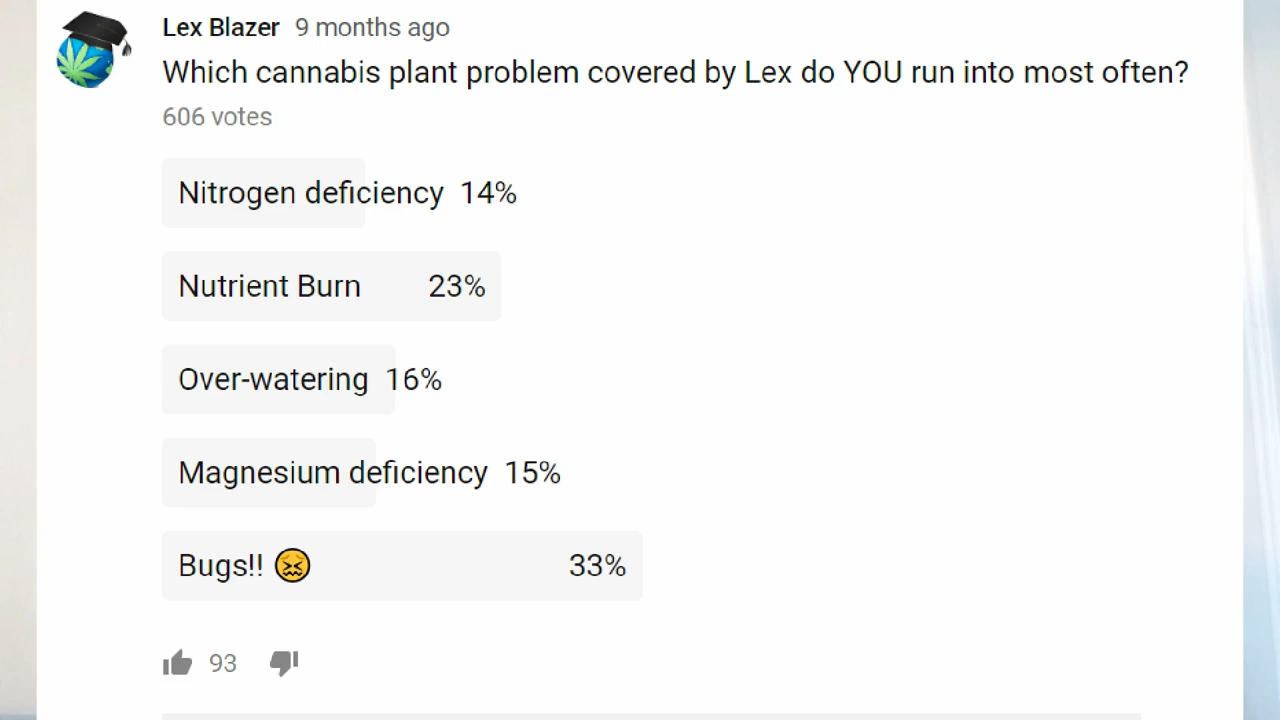 Lex Blazer 9 months ago
Which cannabis plant problem covered by Lex do YOU run into most often?
606 votes
Nitrogen deficiency 14%
Nutrient Burn 23%
Over-watering 16%
Magnesium deficiency 15%
Bugs!! 😖 33%
93